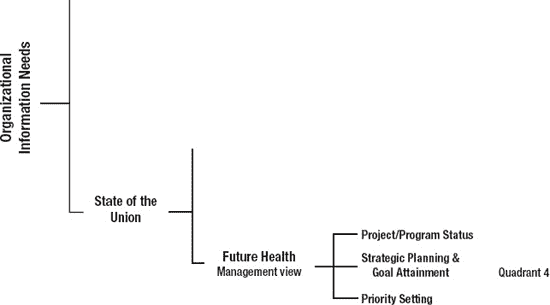 Organizational
Information Needs
State of the
Union
Future Health
Management view
Project/Program Status
Strategic Planning &
Goal Attainment
Quadrant 4
Priority Setting